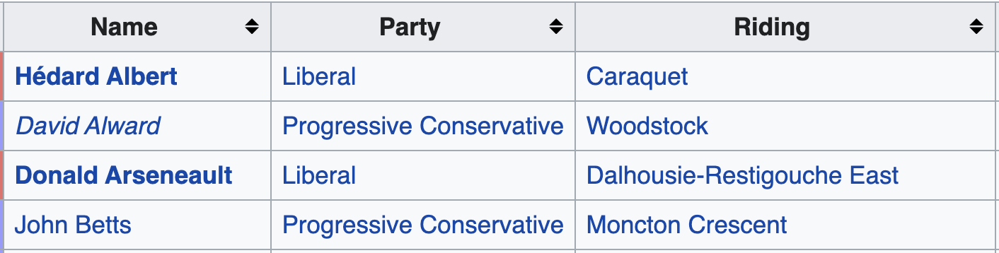 Name Party Riding
Hédard Albert Liberal Caraquet
David Alward Progressive Conservative Woodstock
Donald Arseneault Liberal Dalhousie-Restigouche East
John Betts Progressive Conservative Moncton Crescent